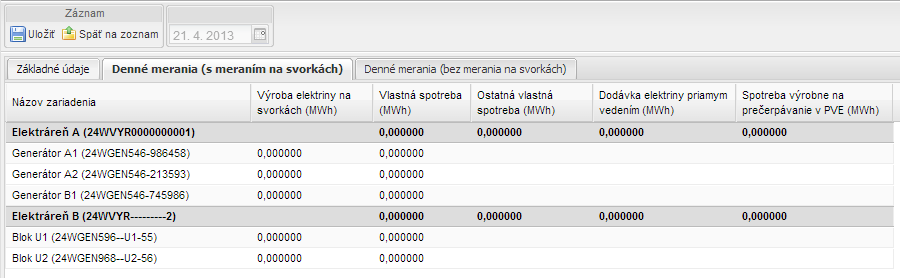 Záznam
Uložiť Späť na zoznam 21. 4. 2013
Základné údaje Denné merania (s meraním na svorkách) Denné merania (bez merania na svorkách)
Názov zariadenia Výroba elektriny na svorkách (MWh) Vlastná spotreba (MWh) Ostatná vlastná spotreba (MWh) Dodávka elektriny priamym vedením (MWh) Spotreba výrobne na prečerpávanie v PVE (MWh)
Elektráreň A (24WVYR0000000001) 0,000000 0,000000 0,000000 0,000000
Generátor A1 (24WGEN546-986458) 0,000000 0,000000
Generátor A2 (24WGEN546-213593) 0,000000 0,000000
Generátor B1 (24WGEN546-745986) 0,000000 0,000000
Elektráreň B (24WVYR---------2) 0,000000 0,000000 0,000000 0,000000
Blok U1 (24WGEN596--U1-55) 0,000000 0,000000
Blok U2 (24WGEN968--U2-56) 0,000000 0,000000